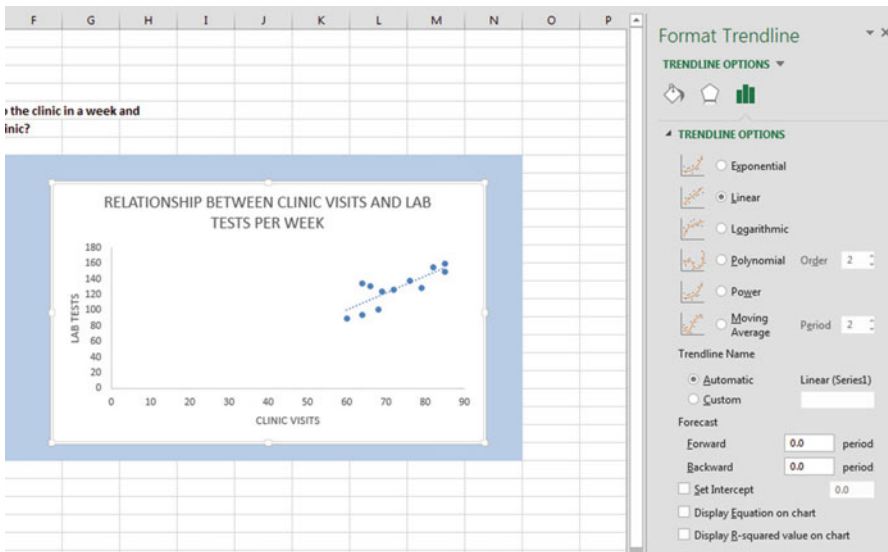 F G H I J K L M N O P
o the clinic in a week and
inic?
RELATIONSHIP BETWEEN CLINIC VISITS AND LAB
TESTS PER WEEK
LAB TESTS
180
160
140
120
100
80
60
40
20
0
0 10 20 30 40 50 60 70 80 90
CLINIC VISITS
Format Trendline
TRENDLINE OPTIONS
TRENDLINE OPTIONS
Exponential
Linear
Logarithmic
Polynomial Order 2
Power
Moving
Average Period 2
Trendline Name
Automatic Linear (Series1)
Custom
Forecast
Forward 0.0 period
Backward 0.0 period
Set Intercept 0.0
Display Equation on chart
Display R-squared value on chart